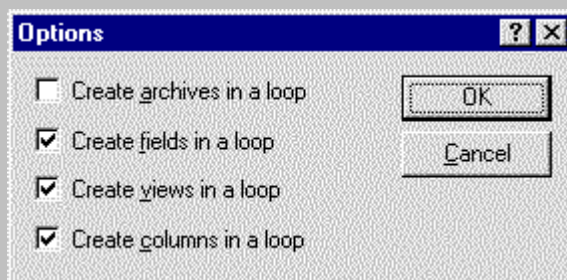 Options
Create archives in a loop
OK
Create fields in a loop
Cancel
Create views in a loop
Create columns in a loop